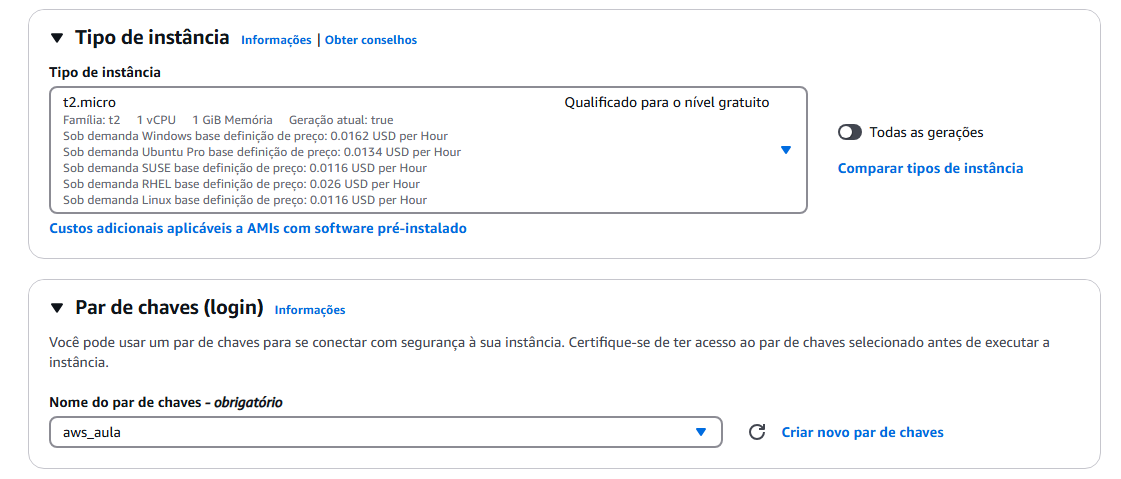 Tipo de instância Informações | Obter conselhos
Tipo de instância
t2.micro Qualificado para o nível gratuito
Família: t2 1 vCPU 1 GiB Memória Geração atual: true
Sob demanda Windows base definição de preço: 0.0162 USD per Hour
Sob demanda Ubuntu Pro base definição de preço: 0.0134 USD per Hour
Sob demanda SUSE base definição de preço: 0.0116 USD per Hour
Sob demanda RHEL base definição de preço: 0.026 USD per Hour
Sob demanda Linux base definição de preço: 0.0116 USD per Hour
Todas as gerações
Comparar tipos de instância
Custos adicionais aplicáveis a AMIs com software pré-instalado
Par de chaves (login) Informações
Você pode usar um par de chaves para se conectar com segurança à sua instância. Certifique-se de ter acesso ao par de chaves selecionado antes de executar a
instância.
Nome do par de chaves - obrigatório
aws_aula
Criar novo par de chaves